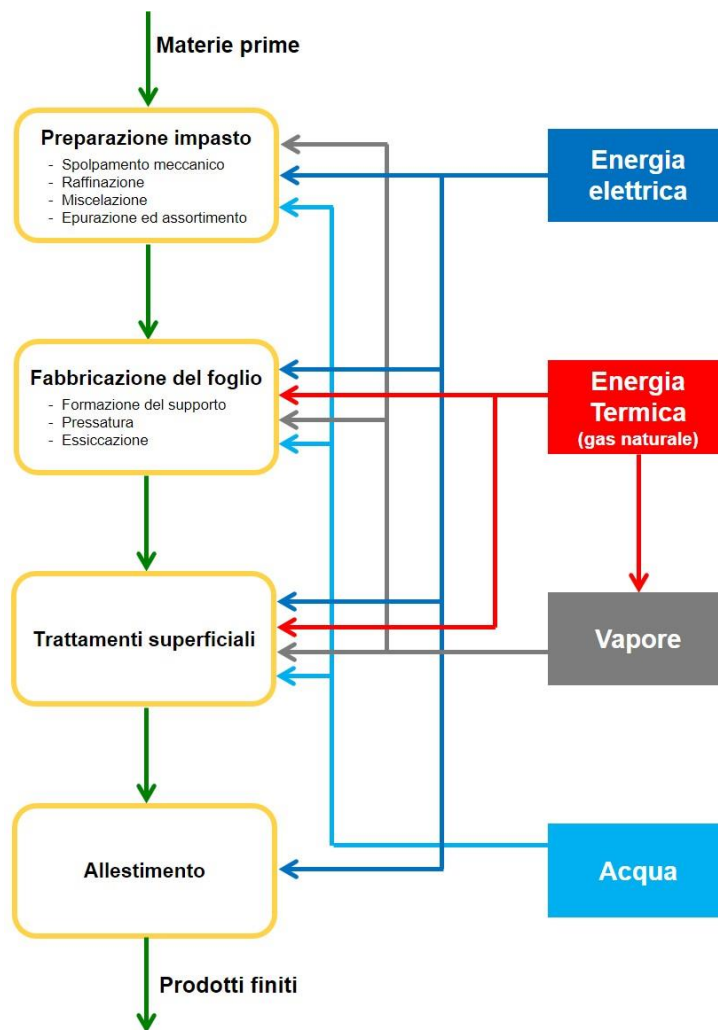 Materie prime
Preparazione impasto
- Spolpamento meccanico
- Raffinazione
- Miscelazione
- Epurazione ed assortimento
Energia
elettrica
Fabbricazione del foglio
- Formazione del supporto
- Pressatura
- Essiccazione
Energia
Termica
(gas naturale)
Trattamenti superficiali
Vapore
Allestimento
Acqua
Prodotti finiti